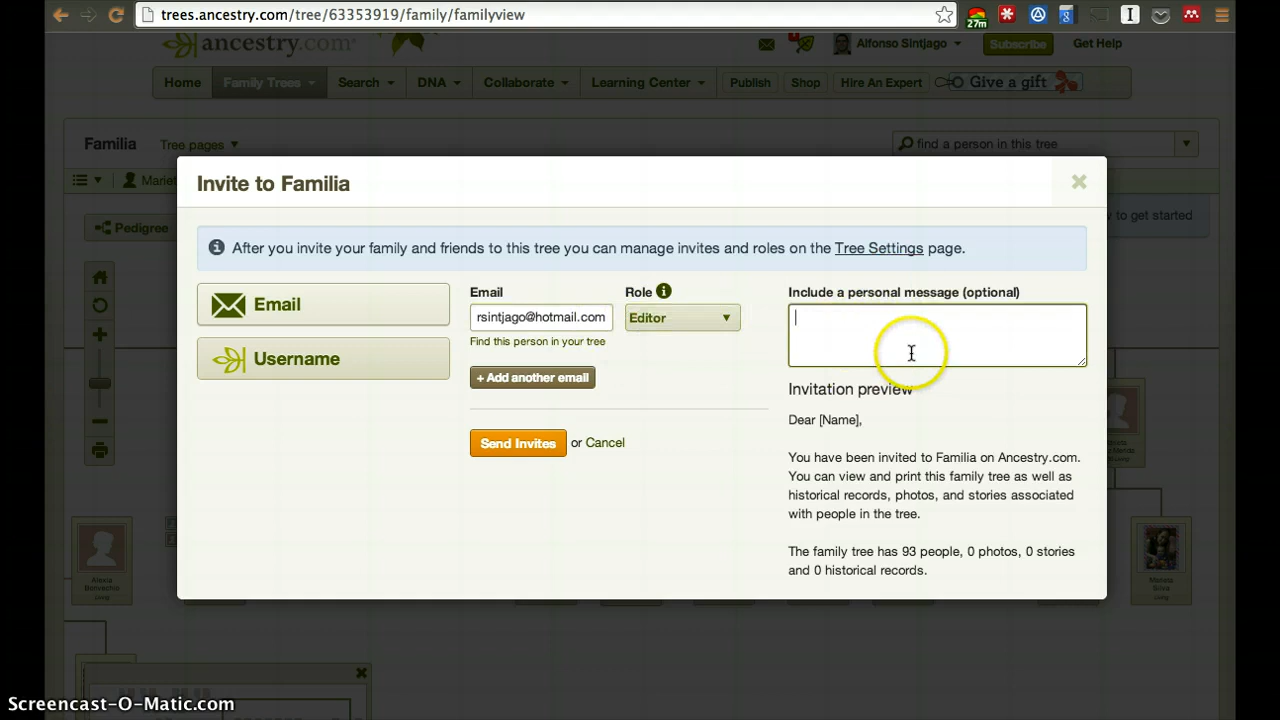 trees.ancestry.com/tree/63353919/family/familyview
27m
ancestry.com
Alfonso Sintjago
Subscribe
Get Help
Home
Family Trees
Search
DNA
Collaborate
Learning Center
Publish
Shop
Hire An Expert
Give a gift
Familia
Tree pages
find a person in this tree
Pedigree
to get started
Invite to Familia
After you invite your family and friends to this tree you can manage invites and roles on the Tree Settings page.
Email
Username
Email
Role
rsintjago@hotmail.com
Editor
Find this person in your tree
+ Add another email
Send Invites or Cancel
Include a personal message (optional)
Invitation preview
Dear [Name],
You have been invited to Familia on Ancestry.com.
You can view and print this family tree as well as
historical records, photos, and stories associated
with people in the tree.
The family tree has 93 people, 0 photos, 0 stories
and 0 historical records.
Alexia
Living
Living
Screencast-O-Matic.com